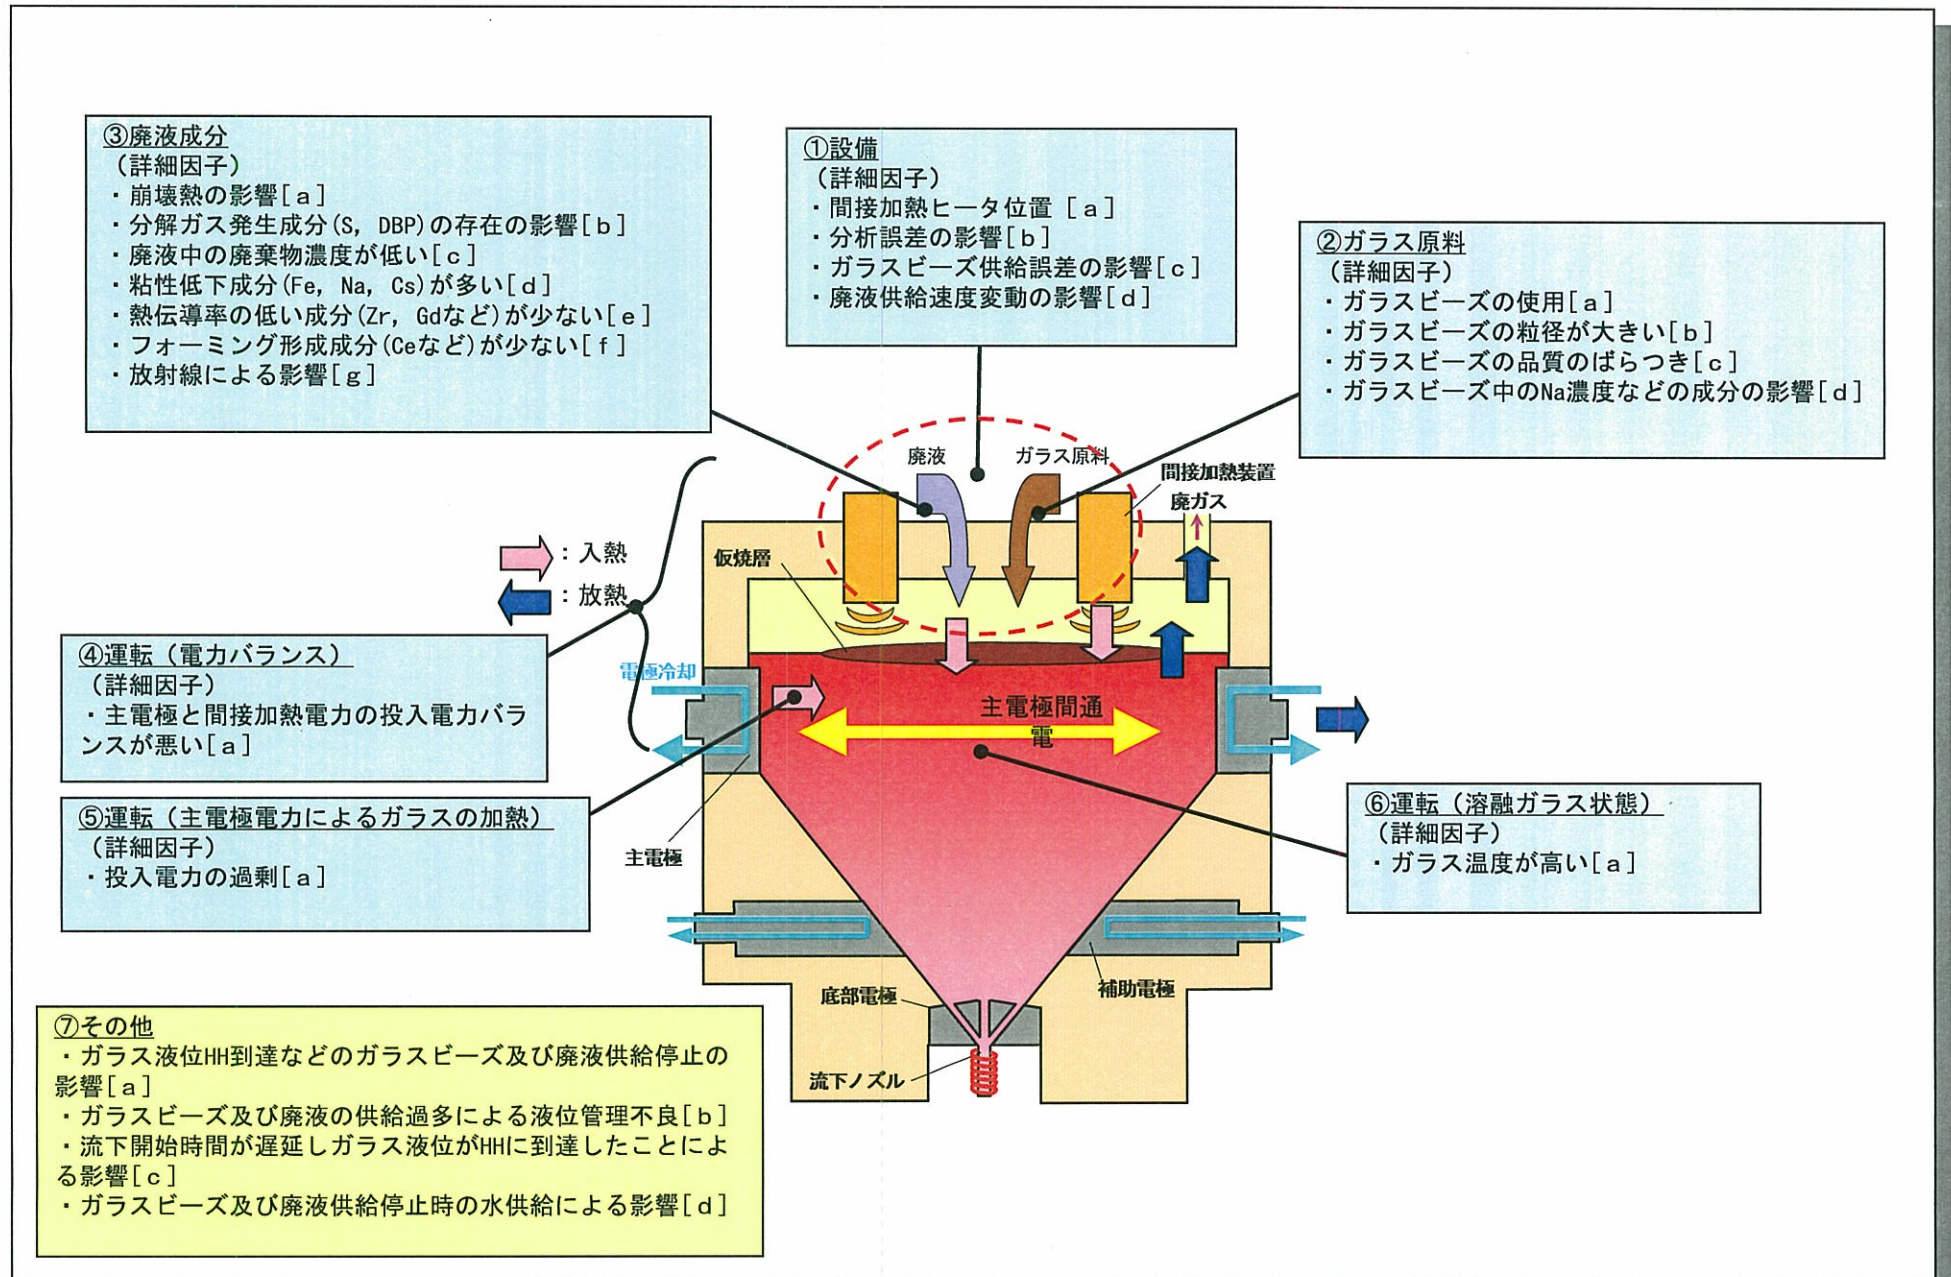 ③廃液成分
（詳細因子）
・崩壊熱の影響[a]
・分解ガス発生成分(S, DBP)の存在の影響[b]
・廃液中の廃棄物濃度が低い[c]
・粘性低下成分(Fe, Na, Cs)が多い[d]
・熱伝導率の低い成分(Zr, Gdなど)が少ない[e]
・フォーミング形成成分(Ceなど)が少ない[f]
・放射線による影響[g]
①設備
（詳細因子）
・間接加熱ヒータ位置[a]
・分析誤差の影響[b]
・ガラスビーズ供給誤差の影響[c]
・廃液供給速度変動の影響[d]
②ガラス原料
（詳細因子）
・ガラスビーズの使用[a]
・ガラスビーズの粒径が大きい[b]
・ガラスビーズの品質のばらつき[c]
・ガラスビーズ中のNa濃度などの成分の影響[d]
廃液
ガラス原料
間接加熱装置
廃ガス
：入熱
：放熱
仮焼層
④運転（電力バランス）
（詳細因子）
・主電極と間接加熱電力の投入電力バラ
ンスが悪い[a]
電極冷却
主電極間通
電
⑤運転（主電極電力によるガラスの加熱）
（詳細因子）
・投入電力の過剰[a]
主電極
⑥運転（溶融ガラス状態）
（詳細因子）
・ガラス温度が高い[a]
底部電極
補助電極
流下ノズル
⑦その他
・ガラス液位HH到達などのガラスビーズ及び廃液供給停止の
影響[a]
・ガラスビーズ及び廃液の供給過多による液位管理不良[b]
・流下開始時間が遅延しガラス液位がHHに到達したことによ
る影響[c]
・ガラスビーズ及び廃液供給停止時の水供給による影響[d]